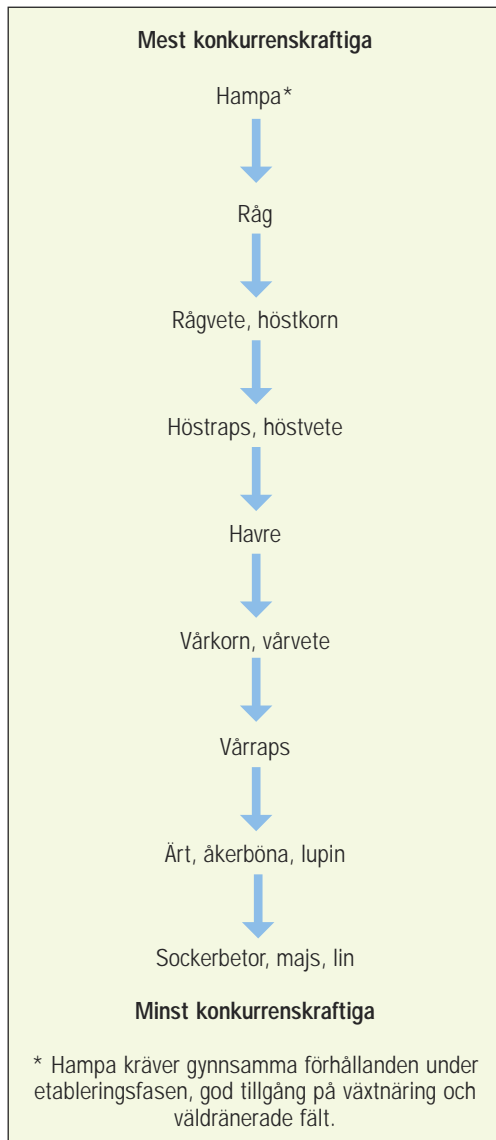 Mest konkurrenskraftiga
Hampa*
Råg
Rågvete, höstkorn
Höstraps, höstvete
Havre
Vårkorn, vårvete
Vårraps
Ärt, åkerböna, lupin
Sockerbetor, majs, lin
Minst konkurrenskraftiga
* Hampa kräver gynnsamma förhållanden under
etableringsfasen, god tillgång på växtnäring och
väldränerade fält.